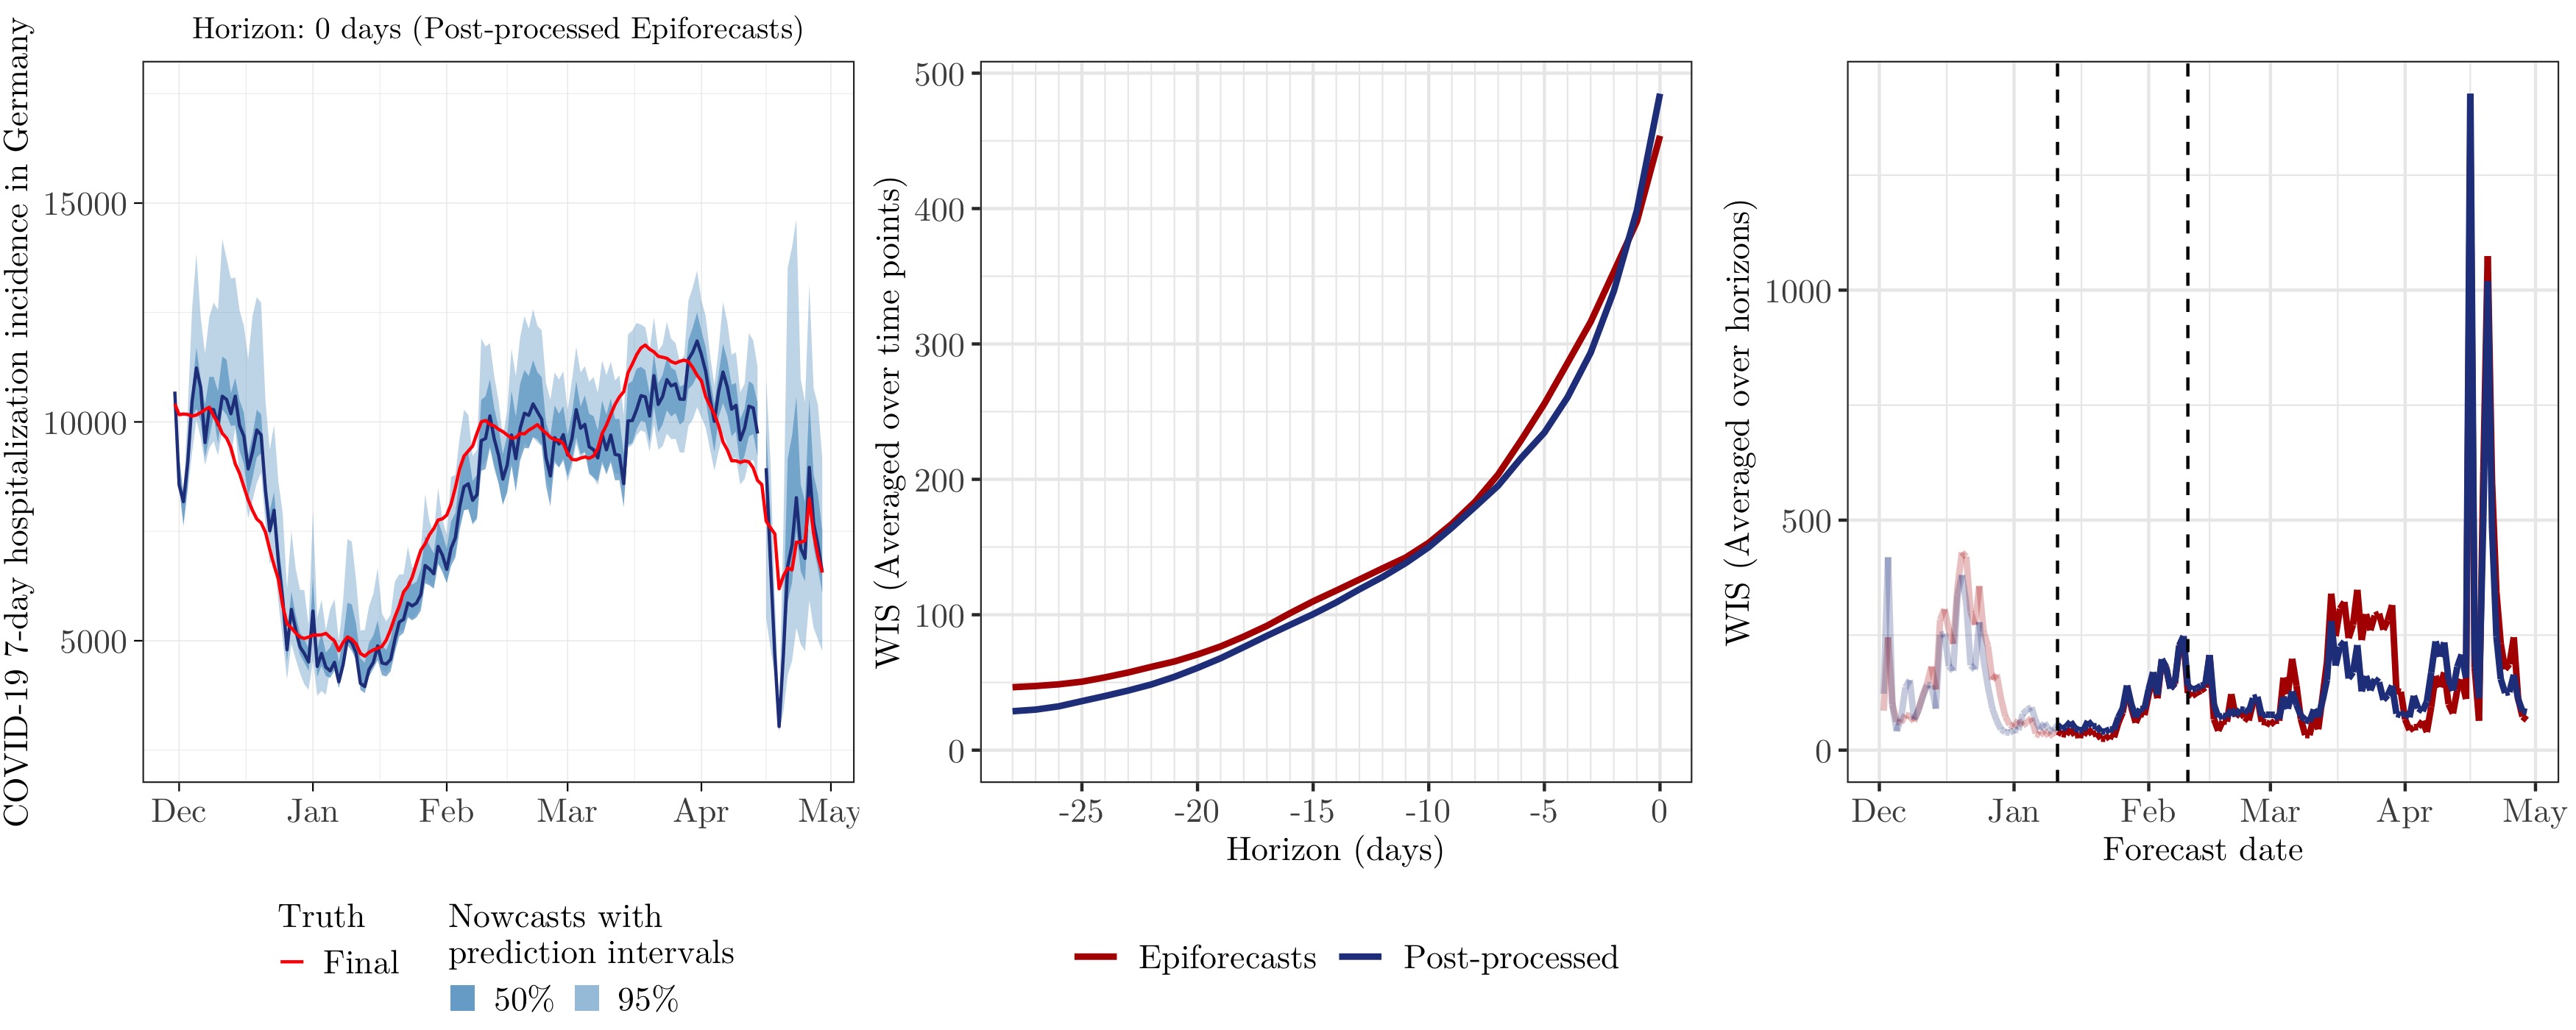 Horizon: 0 days (Post-processed Epiforecasts)
COVID-19 7-day hospitalization incidence in Germany
15000
10000
5000
Dec Jan Feb Mar Apr May
Truth
Final
Nowcasts with
prediction intervals
50% 95%
WIS (Averaged over time points)
500
400
300
200
100
0
-25 -20 -15 -10 -5 0
Horizon (days)
Epiforecasts Post-processed
WIS (Averaged over horizons)
1000
500
0
Dec Jan Feb Mar Apr May
Forecast date